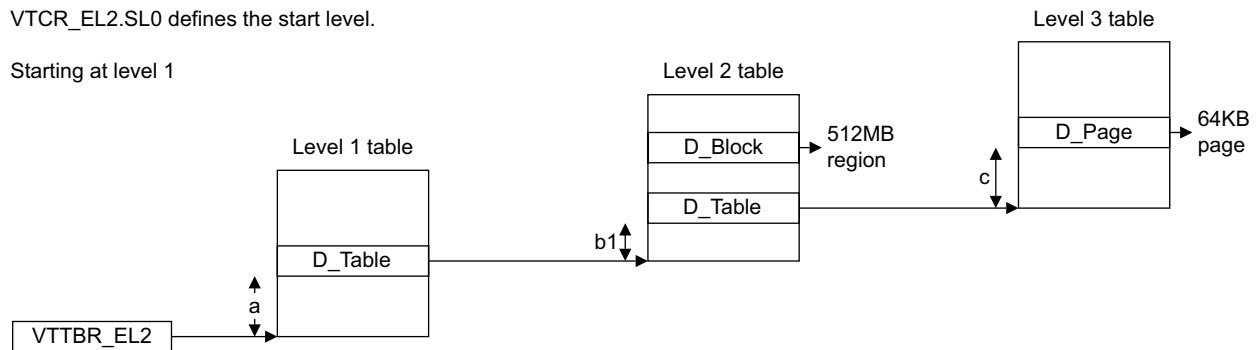 VTCR_EL2.SL0 defines the start level.
Starting at level 1
Level 1 table
D_Table
a
VTTBR_EL2
Level 2 table
D_Block
512MB
region
D_Table
b1
Level 3 table
D_Page
64KB
page
c